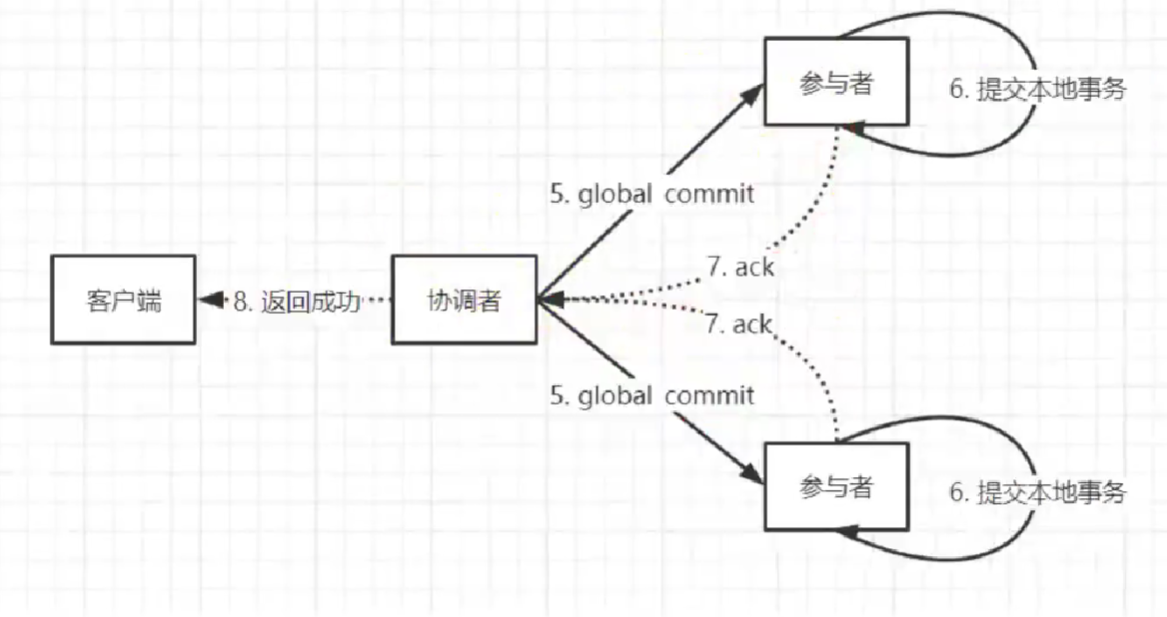 参与者
6. 提交本地事务
5. global commit
7. ack
客户端
8. 返回成功
协调者
7. ack
5. global commit
参与者
6. 提交本地事务